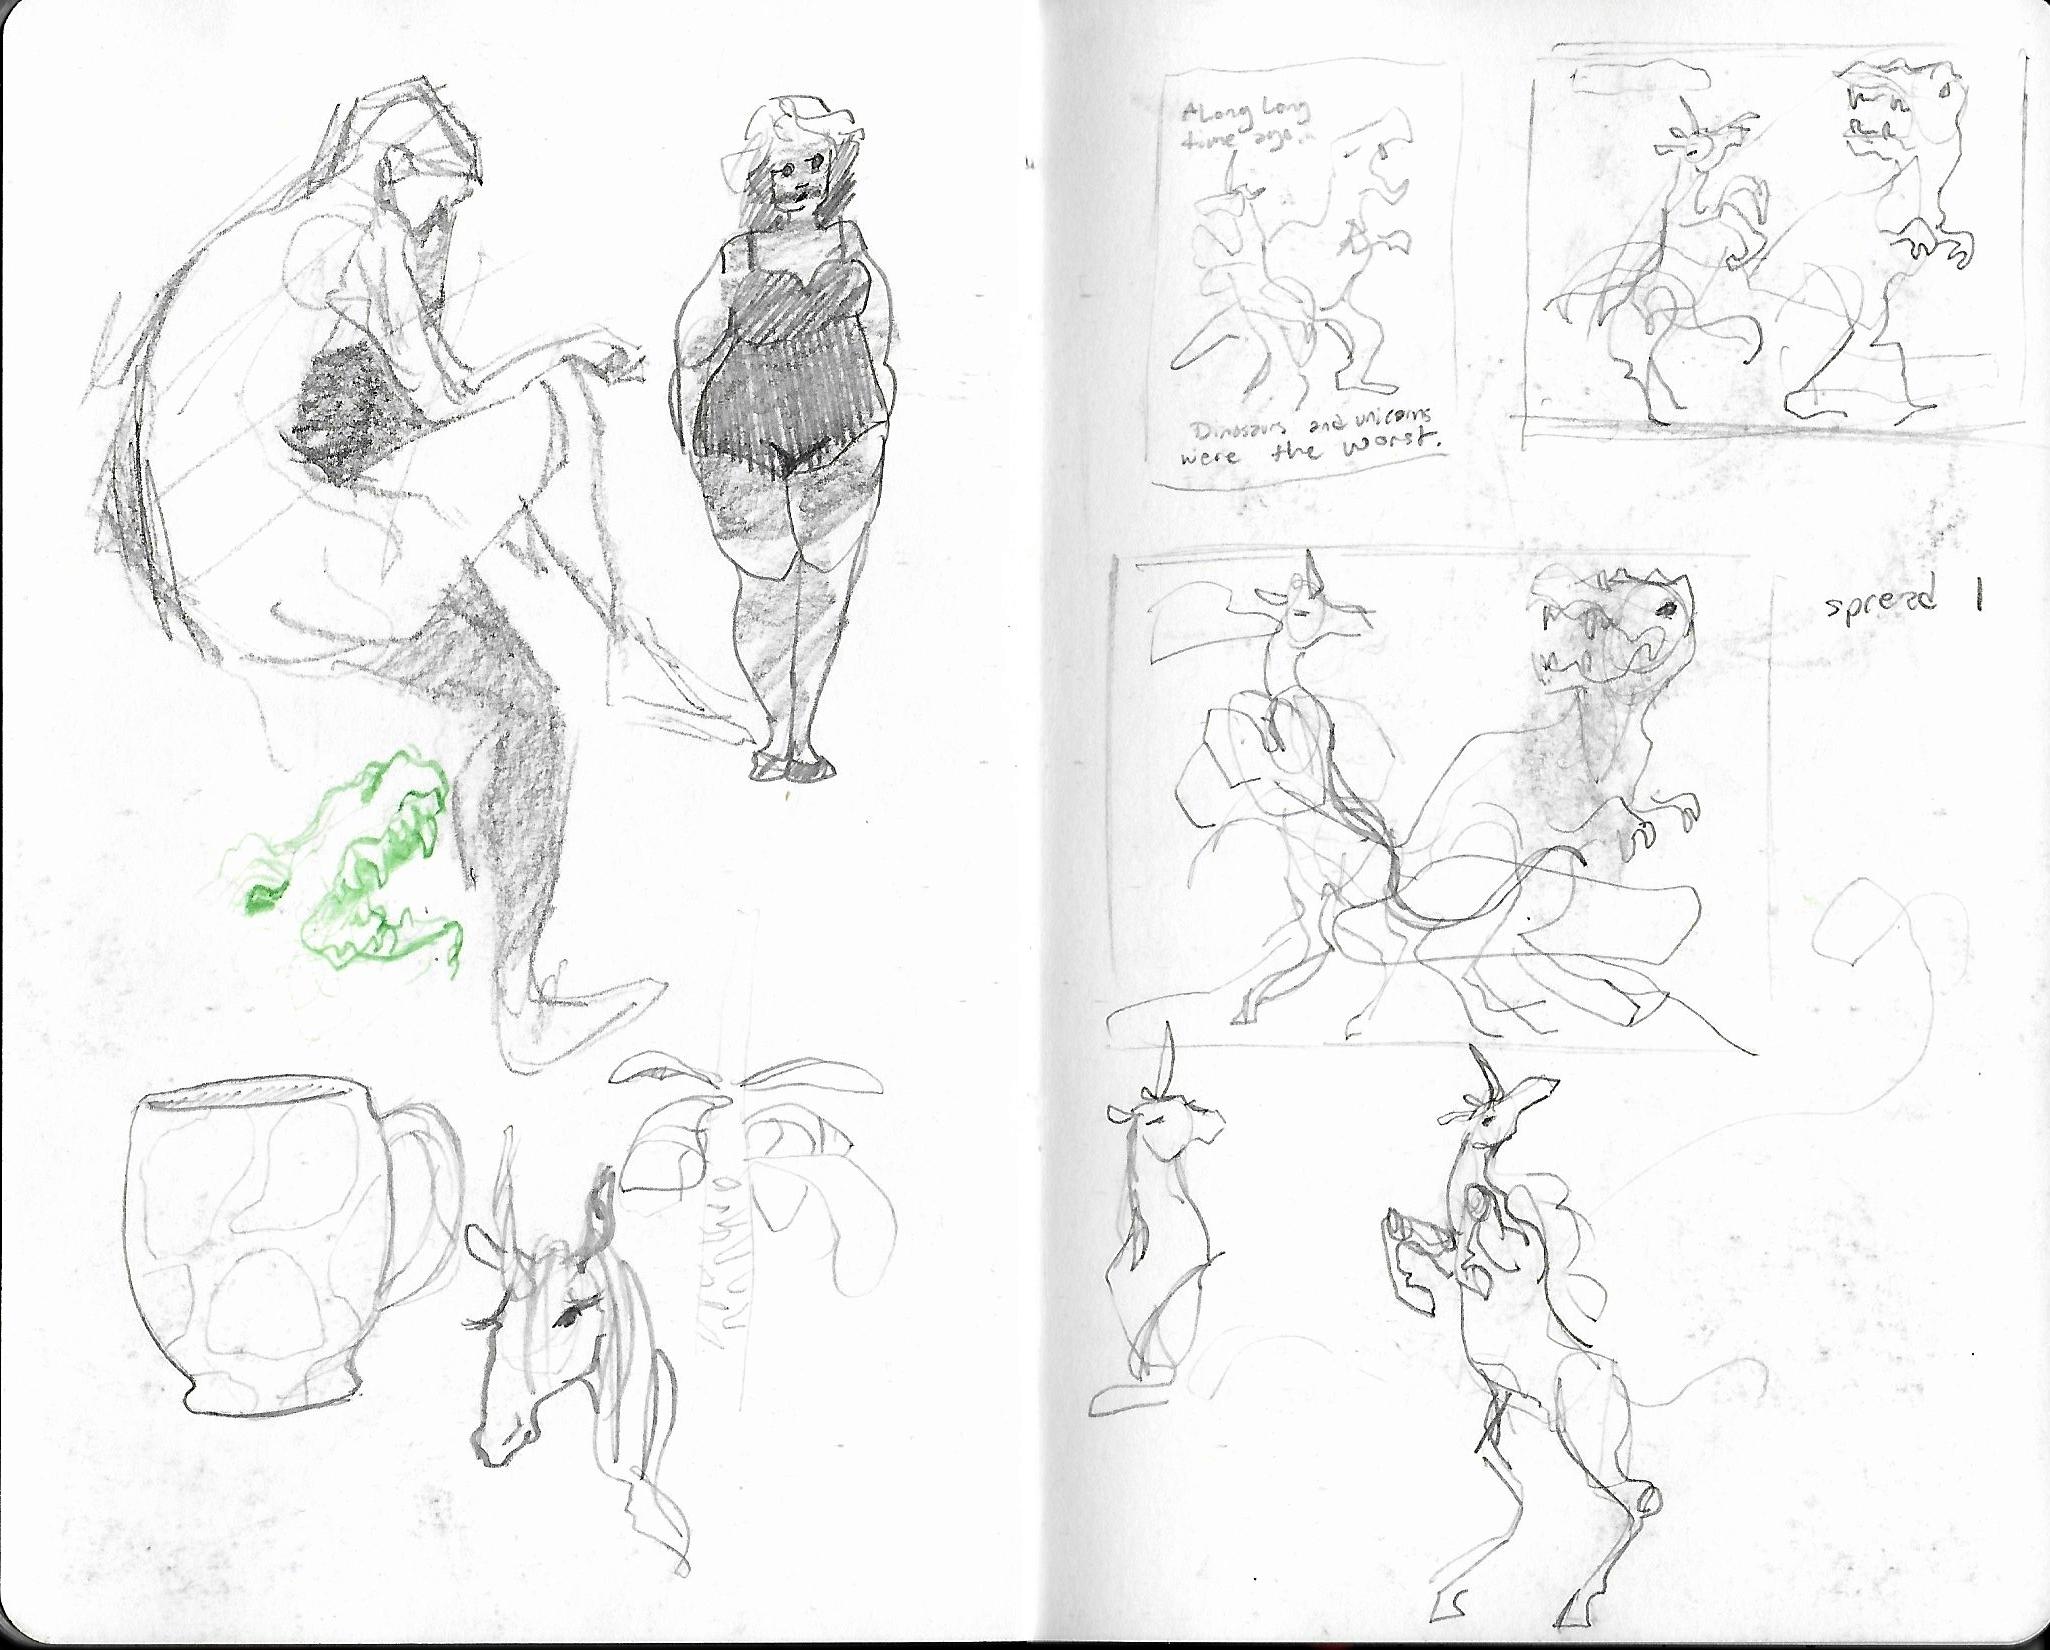 A Long Long
time ago..
Dinosaurs and unicorns
were the worst.
spread 1